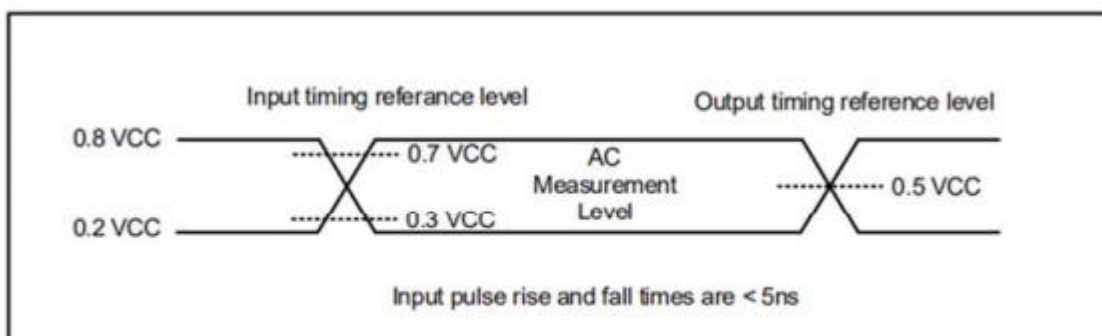 Input timing referance level
Output timing reference level
0.8 VCC
0.7 VCC
AC
Measurement
Level
0.5 VCC
0.3 VCC
0.2 VCC
Input pulse rise and fall times are < 5ns